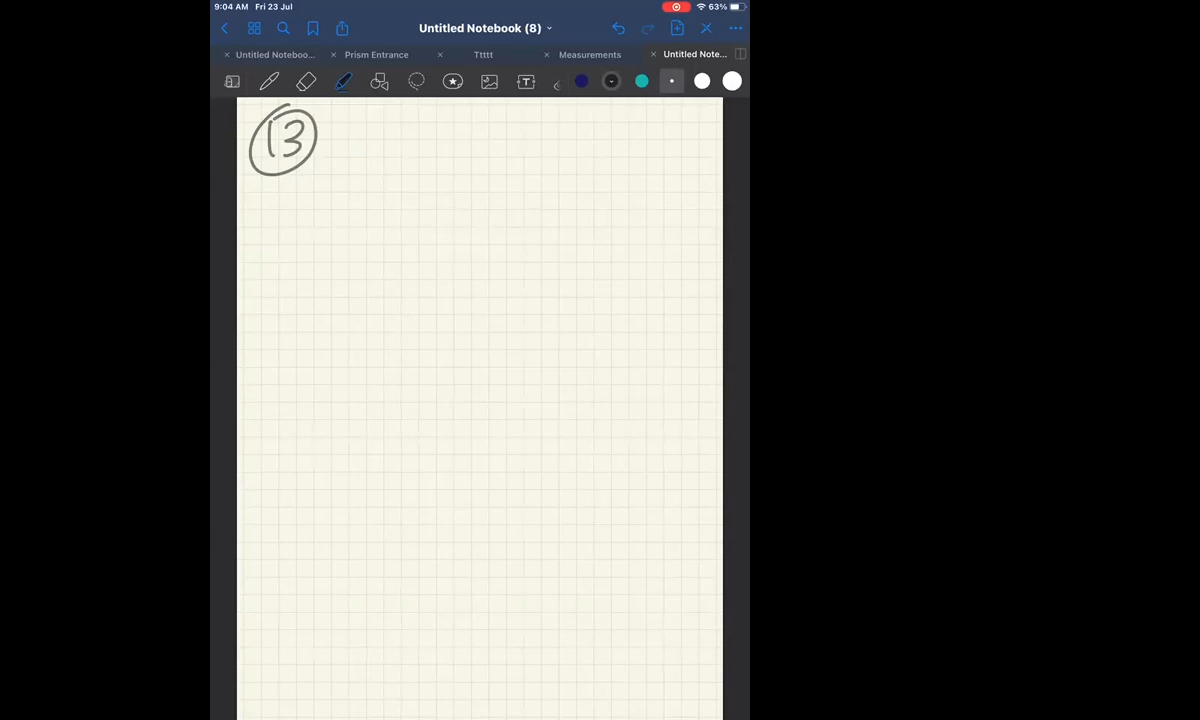 9:04 AM Fri 23 Jul 63%
Untitled Notebook (8)
Untitled Noteboo... Prism Entrance Ttttt Measurements Untitled Note...
T
13